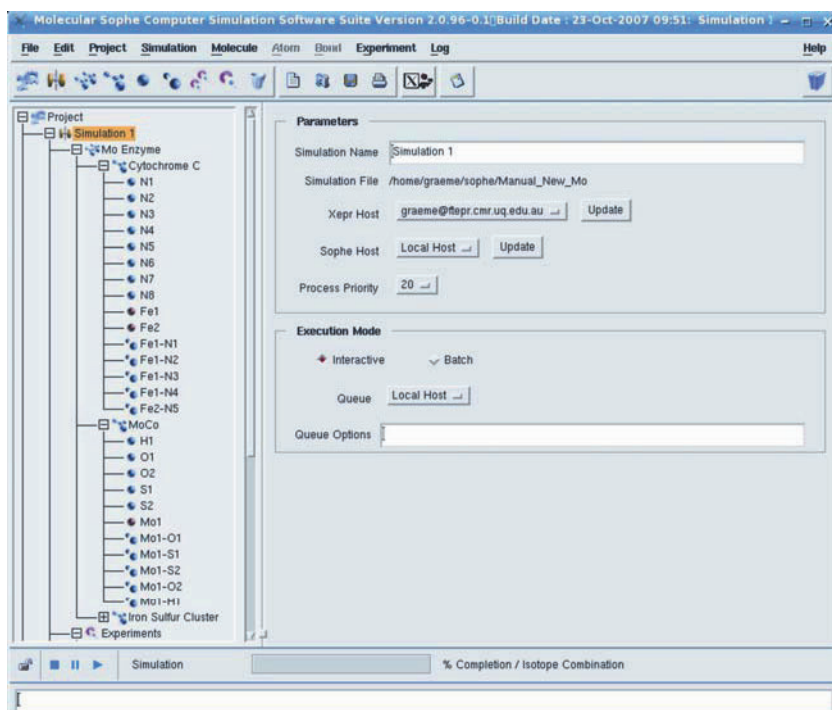 Molecular Sophe Computer Simulation Software Suite Version 2.0.96-0.1 Build Date : 23-Oct-2007 09:51: Simulation 1
File Edit Project Simulation Molecule Atom Bond Experiment Log Help
Project
Simulation 1
Mo Enzyme
Cytochrome C
N1
N2
N3
N4
N5
N6
N7
N8
Fe1
Fe2
Fe1-N1
Fe1-N2
Fe1-N3
Fe1-N4
Fe2-N5
MoCo
H1
O1
O2
S1
S2
Mo1
Mo1-O1
Mo1-S1
Mo1-S2
Mo1-O2
Mo1-H1
Iron Sulfur Cluster
Experiments
Parameters
Simulation Name Simulation 1
Simulation File /home/graeme/sophe/Manual_New_Mo
Xepr Host graeme@ftepr.cmr.uq.edu.au Update
Sophe Host Local Host Update
Process Priority 20
Execution Mode
Interactive Batch
Queue Local Host
Queue Options
Simulation % Completion / Isotope Combination